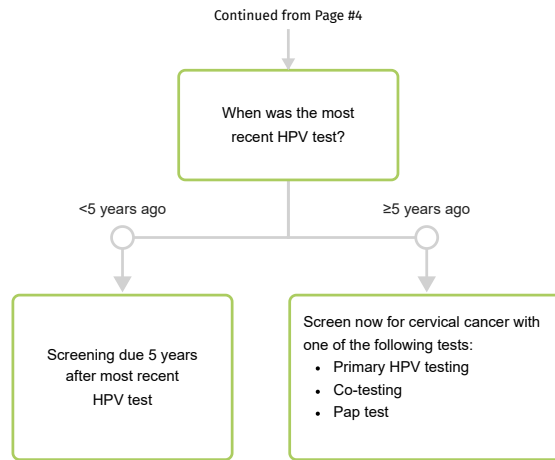 Continued from Page #4
When was the most
recent HPV test?
<5 years ago
≥5 years ago
Screening due 5 years
after most recent
HPV test
Screen now for cervical cancer with
one of the following tests:
• Primary HPV testing
• Co-testing
• Pap test